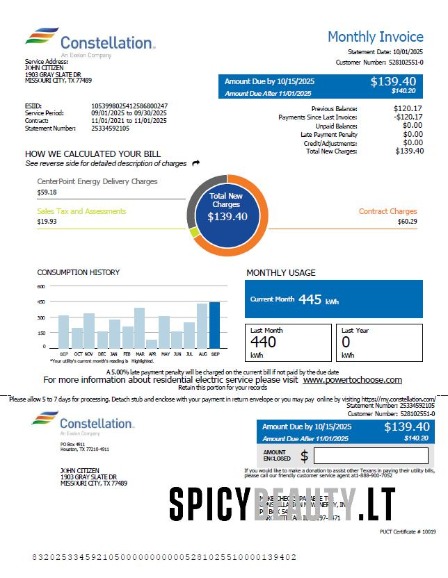 Constellation.
An Exelon Company
Monthly Invoice
Statement Date: 10/01/2025
Customer Number: 528102551-0
Service Address:
JOHN CITIZEN
1903 GRAY SLATE DR
MISSOURI CITY, TX 77489
Amount Due by 10/15/2025 $139.40
Amount Due After 11/01/2025 $140.20
ESIID: 1053998025412586800247
Service Period: 09/01/2025 to 09/30/2025
Contract: 11/01/2021 to 11/01/2025
Statement Number: 25334592105
Previous Balance: $120.17
Payments Since Last Invoice: -$120.17
Unpaid Balance: $0.00
Late Payment Penalty $0.00
Credit/Adjustments: $0.00
Total New Charges: $139.40
HOW WE CALCULATED YOUR BILL
See reverse side for detailed description of charges
CenterPoint Energy Delivery Charges
$59.18
Sales Tax and Assessments
$19.93
Total New
Charges
$139.40
Contract Charges
$60.29
CONSUMPTION HISTORY
600
450
300
150
0
SEP OCT NOV DEC JAN FEB MAR APR MAY JUN JUL AUG SEP
*Your utility's current month's reading is Highlighted.
MONTHLY USAGE
Current Month 445 kWh
Last Month
440
kWh
Last Year
0
kWh
A 5.00% late payment penalty will be charged on the current bill if not paid by the due date
For more information about residential electric service please visit www.powertochoose.com
Retain this portion for your records
Please allow 5 to 7 days for processing. Detach stub and enclose with your payment in return envelope or you may pay online by visiting https://my.constellation.com/
Statement Number: 25334592105
Customer Number: 528102551-0
Constellation.
An Exelon Company
PO Box 4911
Houston, TX 77210-4911
Amount Due by 10/15/2025 $139.40
Amount Due After 11/01/2025 $140.20
AMOUNT
ENCLOSED $
If you would like to make a donation to assist other Texans in paying their utility bills,
please call our friendly customer service agent at 1-888-900-7052
JOHN CITIZEN
1903 GRAY SLATE DR
MISSOURI CITY, TX 77489
SPICYBEAUTY.LT
PUCT Certificate # 10019